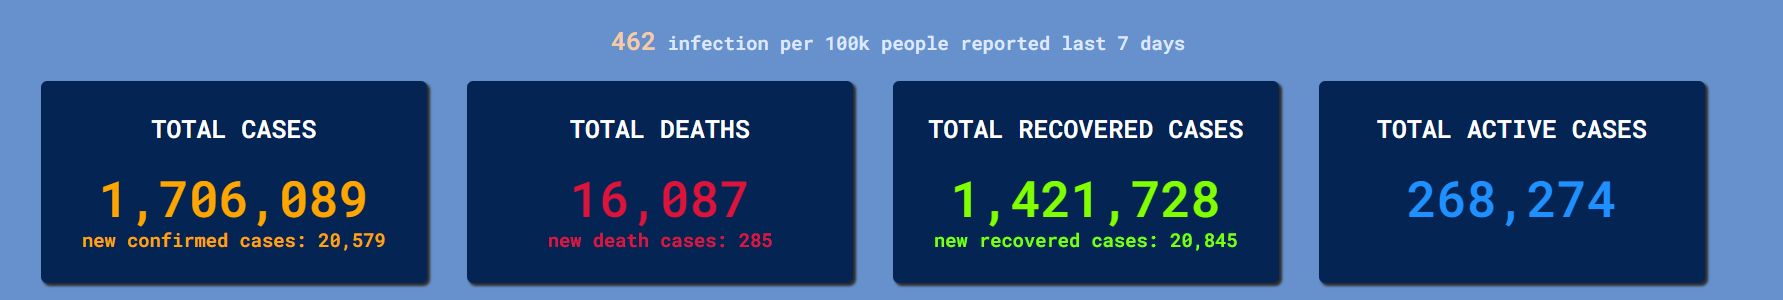 462 infection per 100k people reported last 7 days
TOTAL CASES
1,706,089
new confirmed cases: 20,579
TOTAL DEATHS
16,087
new death cases: 285
TOTAL RECOVERED CASES
1,421,728
new recovered cases: 20,845
TOTAL ACTIVE CASES
268,274